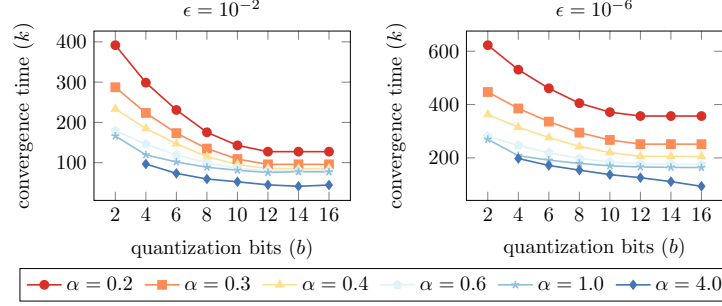 ϵ = 10⁻²
convergence time (k)
400
300
200
100
2 4 6 8 10 12 14 16
quantization bits (b)
ϵ = 10⁻⁶
convergence time (k)
600
400
200
2 4 6 8 10 12 14 16
quantization bits (b)
α = 0.2 α = 0.3 α = 0.4 α = 0.6 α = 1.0 α = 4.0